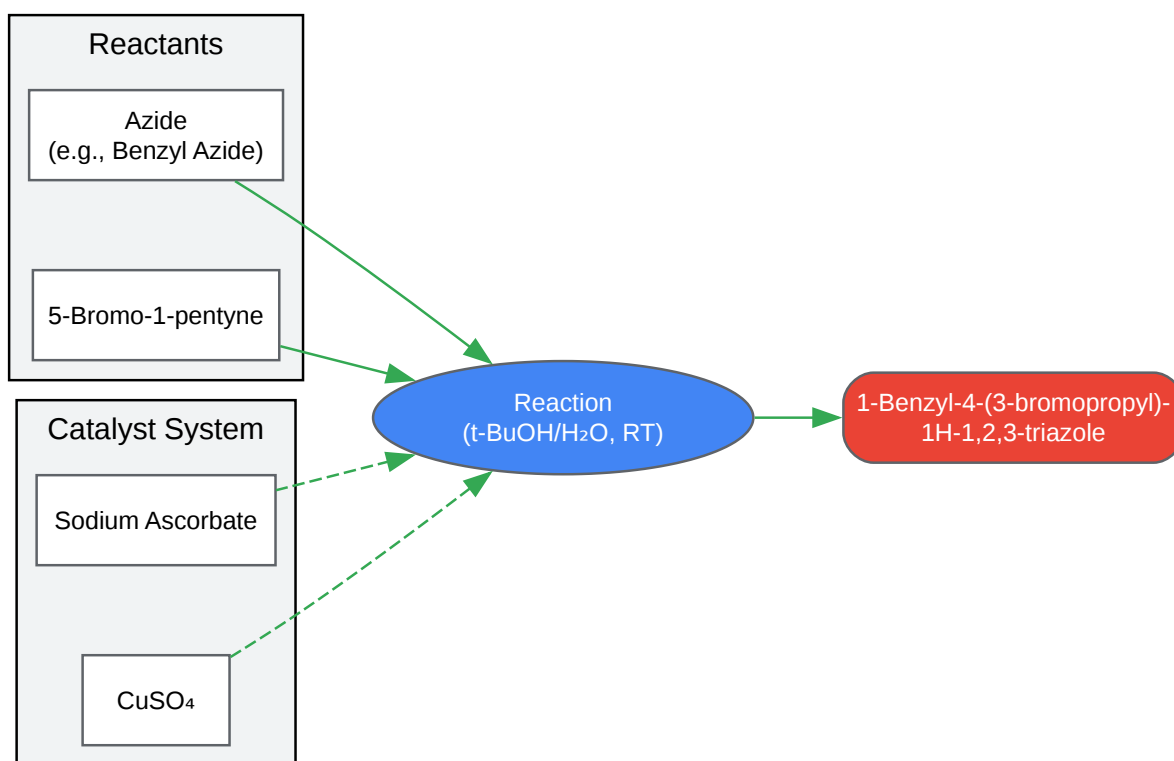 Reactants
Azide
(e.g., Benzyl Azide)
5-Bromo-1-pentyne
Catalyst System
Sodium Ascorbate
CuSO₄
Reaction
(t-BuOH/H₂O, RT)
1-Benzyl-4-(3-bromopropyl)-
1H-1,2,3-triazole